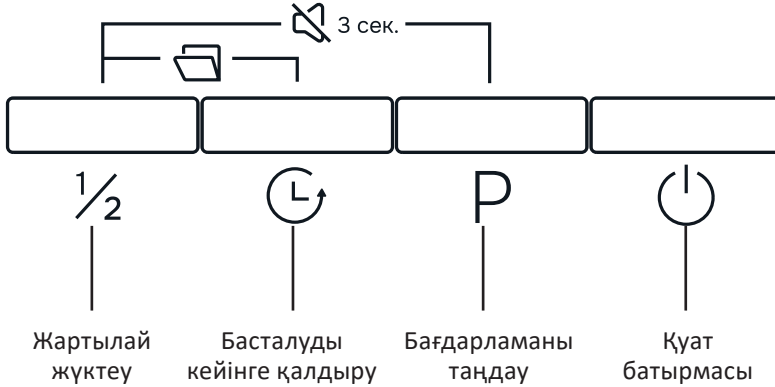 3 сек.
½
P
Жартылай жүктеу
Басталуды кейінге қалдыру
Бағдарламаны таңдау
Қуат батырмасы